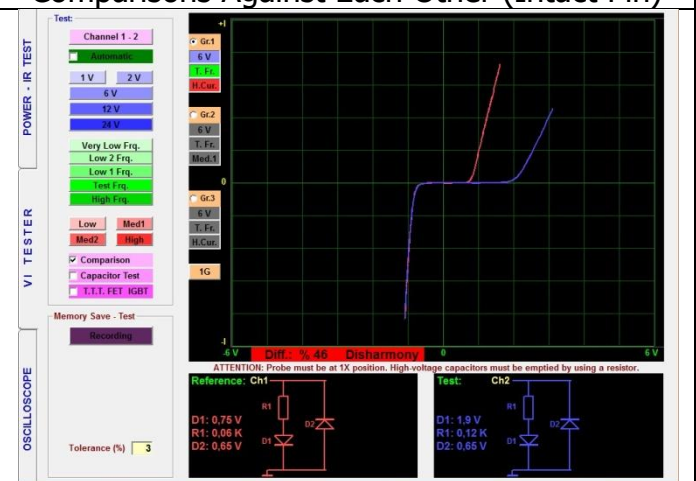 Comparisons Against Each Other (Intact Pin)
POWER - IR TEST
VI TESTER
OSCILLOSCOPE
Test:
Channel 1 - 2
Automatic
1 V 2 V
6 V
12 V
24 V
Very Low Frq.
Low 2 Frq.
Low 1 Frq.
Test Frq.
High Frq.
Low Med1
Med2 High
Comparison
Capacitor Test
T.T.T. FET IGBT
Memory Save - Test
Recording
Tolerance (%) 3
Gr.1
6 V
T. Fr.
H.Cur.
Gr.2
6 V
T. Fr.
Med.1
Gr.3
6 V
T. Fr.
H.Cur.
1G
+I
0
-I
-6 V
Diff.: % 46 Disharmony
0
6 V
ATTENTION: Probe must be at 1X position. High-voltage capacitors must be emptied by using a resistor.
Reference: Ch1
R1
D1
D2
D1: 0,75 V
R1: 0,06 K
D2: 0,65 V
Test: Ch2
R1
D1
D2
D1: 1,9 V
R1: 0,12 K
D2: 0,65 V